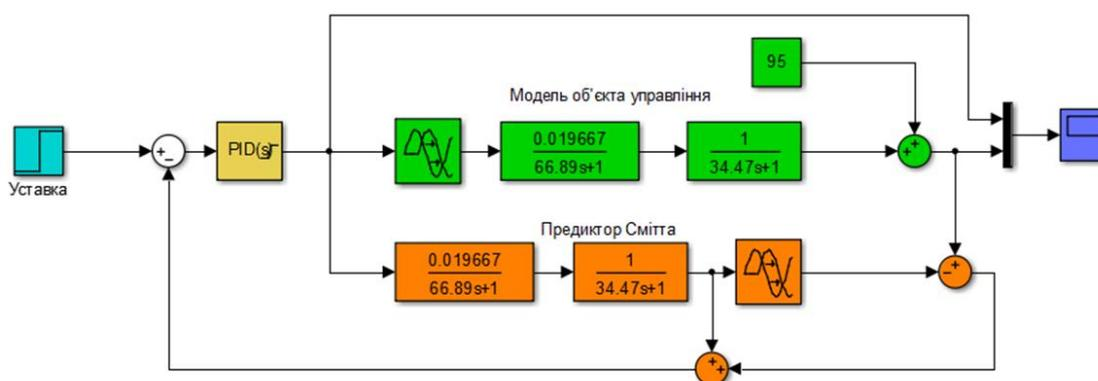 95
Модель об'єкта управління
Уставка
PID(s)
0.019667
66.89s+1
1
34.47s+1
Предиктор Смітта
0.019667
66.89s+1
1
34.47s+1